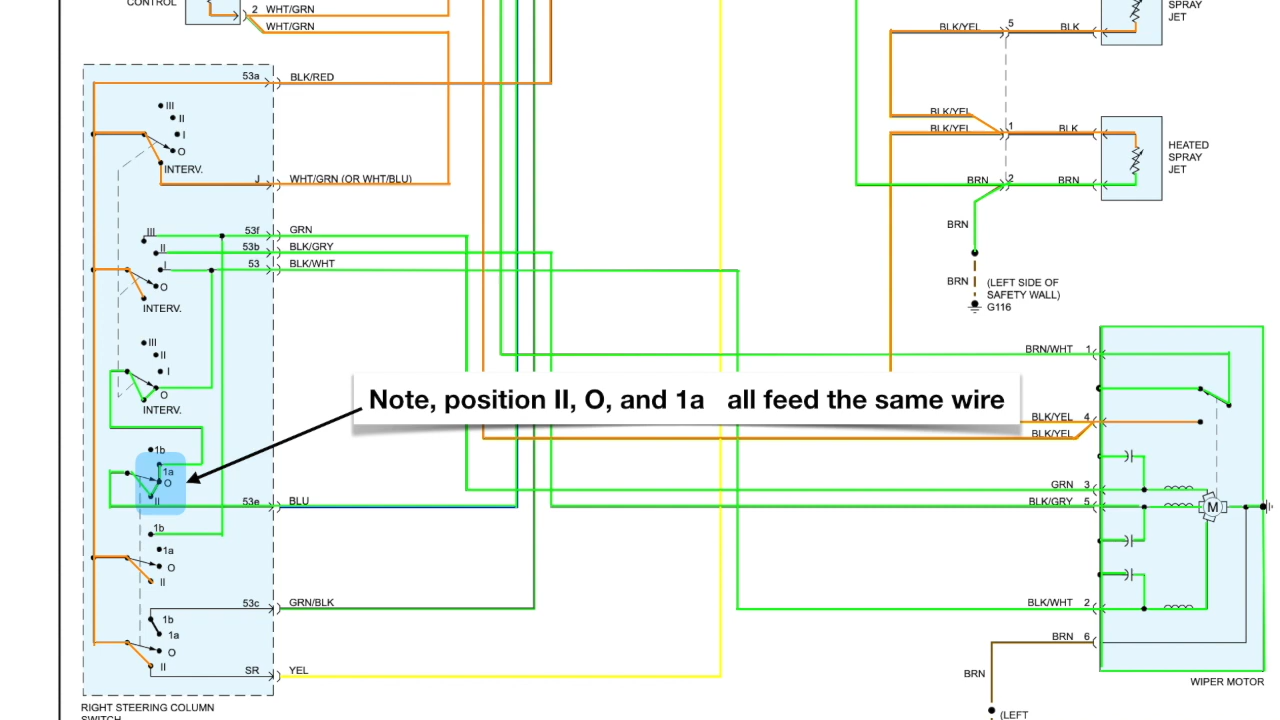 CONTROL
2 WHT/GRN
WHT/GRN
53a BLK/RED
III
II
I
O
INTERV.
J WHT/GRN (OR WHT/BLU)
III
53f GRN
II
53b BLK/GRY
I
53 BLK/WHT
O
INTERV.
III
II
I
O
INTERV.
1b
1a
O
II
53e BLU
1b
1a
O
II
53c GRN/BLK
1b
1a
O
II
SR YEL
RIGHT STEERING COLUMN
SWITCH
Note, position II, O, and 1a all feed the same wire
SPRAY
JET
BLK/YEL 5 BLK
BLK/YEL
BLK/YEL 1 BLK
HEATED
SPRAY
JET
BRN 2 BRN
BRN
BRN
(LEFT SIDE OF
SAFETY WALL)
G116
BRN/WHT 1
BLK/YEL 4
BLK/YEL
GRN 3
BLK/GRY 5
M
BLK/WHT 2
BRN 6
BRN
WIPER MOTOR
(LEFT